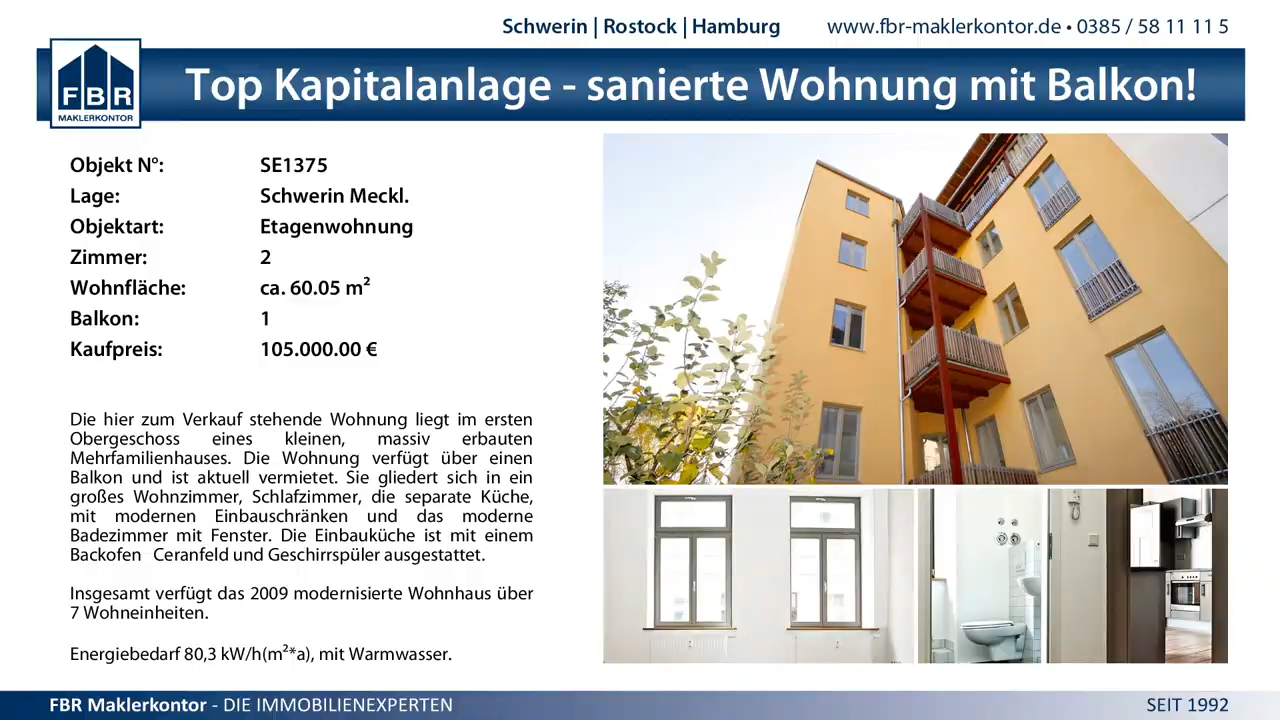 Schwerin | Rostock | Hamburg www.fbr-maklerkontor.de • 0385 / 58 11 11 5
FBR
MAKLERKONTOR
Top Kapitalanlage - sanierte Wohnung mit Balkon!
Objekt N°: SE1375
Lage: Schwerin Meckl.
Objektart: Etagenwohnung
Zimmer: 2
Wohnfläche: ca. 60.05 m²
Balkon: 1
Kaufpreis: 105.000.00 €
Die hier zum Verkauf stehende Wohnung liegt im ersten
Obergeschoss eines kleinen, massiv erbauten
Mehrfamilienhauses. Die Wohnung verfügt über einen
Balkon und ist aktuell vermietet. Sie gliedert sich in ein
großes Wohnzimmer, Schlafzimmer, die separate Küche,
mit modernen Einbauschränken und das moderne
Badezimmer mit Fenster. Die Einbauküche ist mit einem
Backofen Ceranfeld und Geschirrspüler ausgestattet.
Insgesamt verfügt das 2009 modernisierte Wohnhaus über
7 Wohneinheiten.
Energiebedarf 80,3 kW/h(m²*a), mit Warmwasser.
FBR Maklerkontor - DIE IMMOBILIENEXPERTEN SEIT 1992